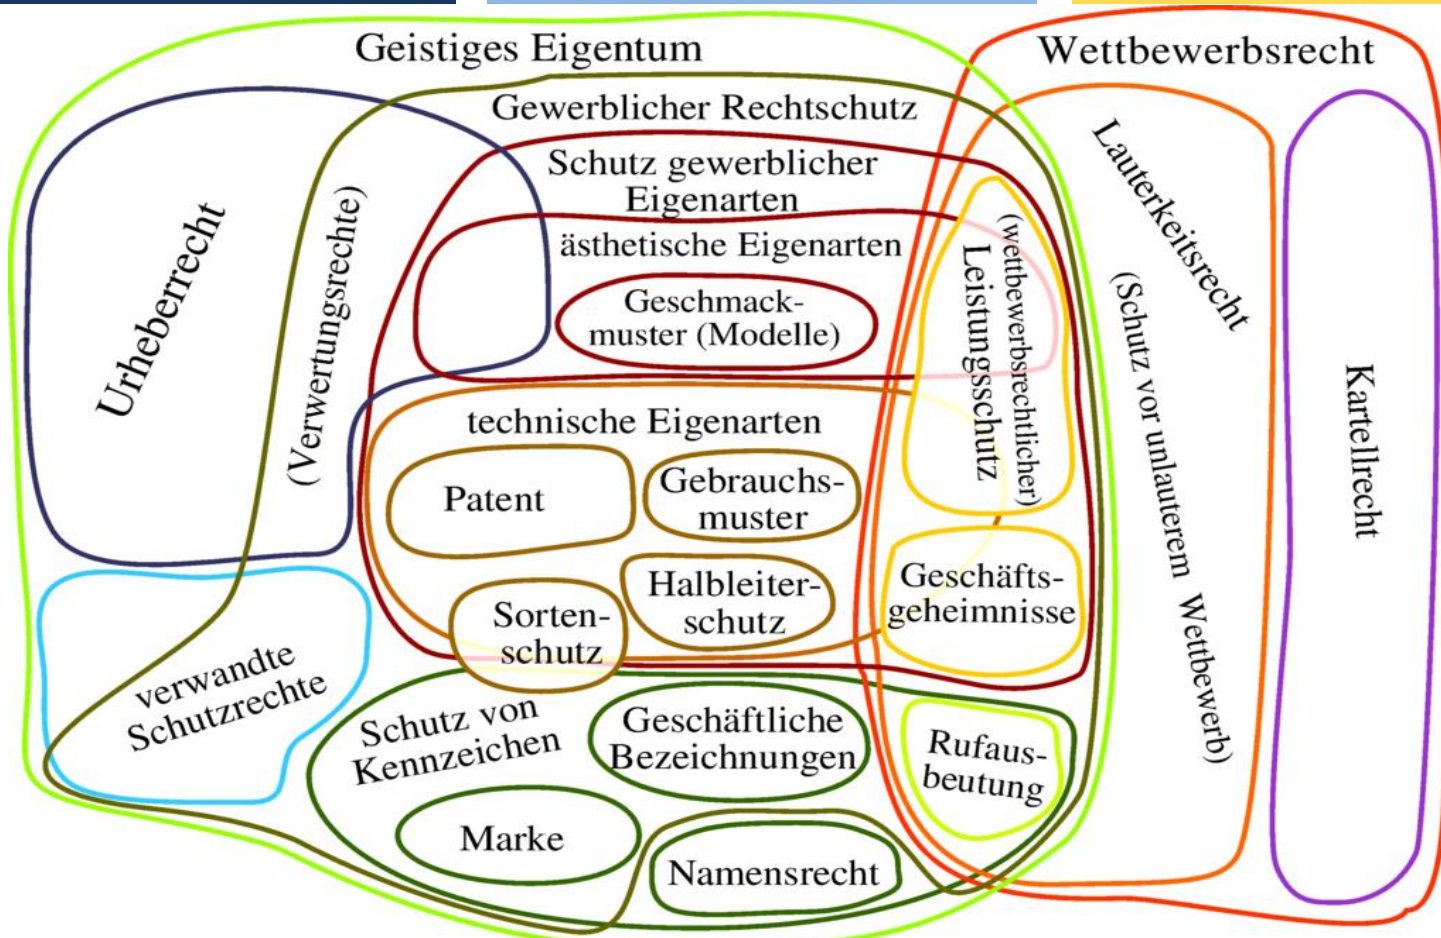 Geistiges Eigentum
Wettbewerbsrecht
Gewerblicher Rechtschutz
Schutz gewerblicher
Eigenarten
ästhetische Eigenarten
Geschmack-
muster (Modelle)
Urheberrecht
(Verwertungsrechte)
(wettbewerbsrechtlicher)
Leistungsschutz
Lauterkeitsrecht
(Schutz vor unlauterem Wettbewerb)
Kartellrecht
technische Eigenarten
Patent
Gebrauchs-
muster
Halbleiter-
schutz
Sorten-
schutz
Geschäfts-
geheimnisse
verwandte
Schutzrechte
Schutz von
Kennzeichen
Geschäftliche
Bezeichnungen
Rufaus-
beutung
Marke
Namensrecht